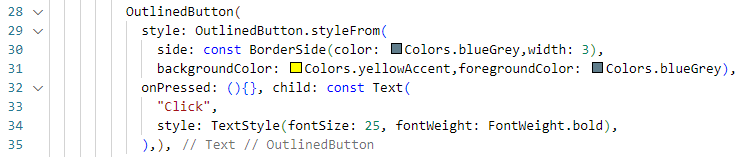 28 OutlinedButton(
29 style: OutlinedButton.styleFrom(
30 side: const BorderSide(color: Colors.blueGrey,width: 3),
31 backgroundColor: Colors.yellowAccent,foregroundColor: Colors.blueGrey),
32 onPressed: (){}, child: const Text(
33 "Click",
34 style: TextStyle(fontSize: 25, fontWeight: FontWeight.bold),
35 ),), // Text // OutlinedButton